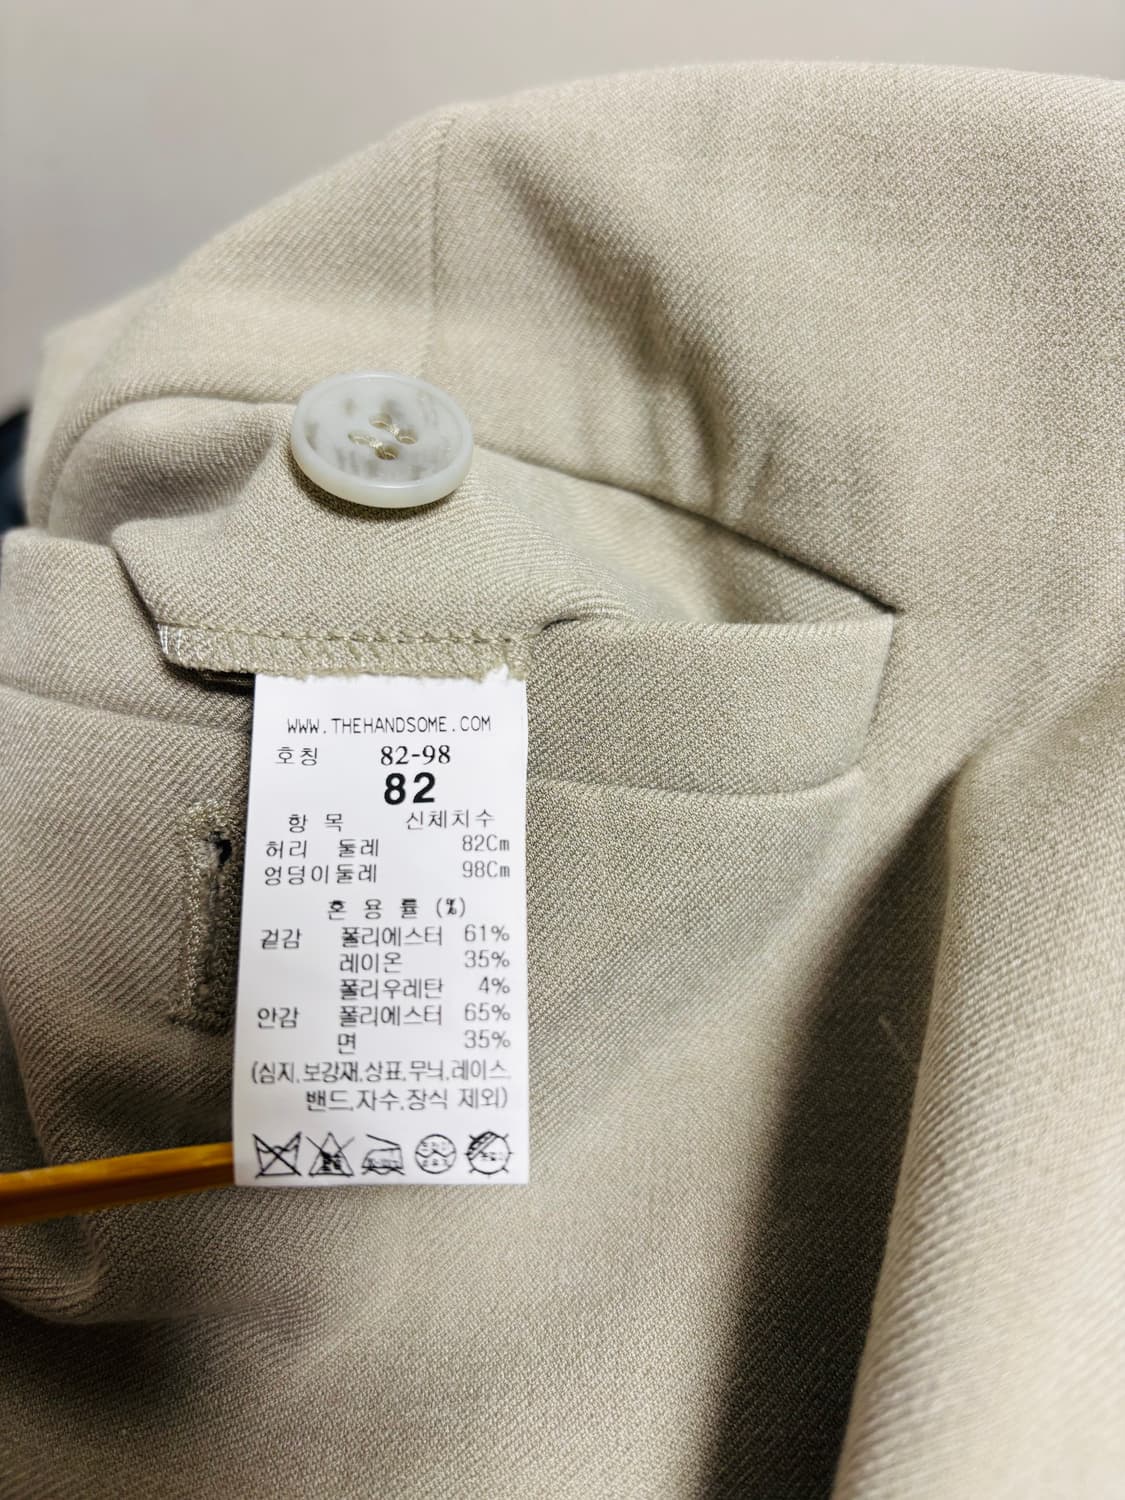 WWW.THEHANDSOME.COM
호칭 82-98
82
항 목 신체치수
허리 둘레 82Cm
엉덩이둘레 98Cm
혼 용 률 (%)
겉감 폴리에스터 61%
레이온 35%
폴리우레탄 4%
안감 폴리에스터 65%
면 35%
(심지,보강재,상표,무늬,레이스
밴드,자수,장식 제외)